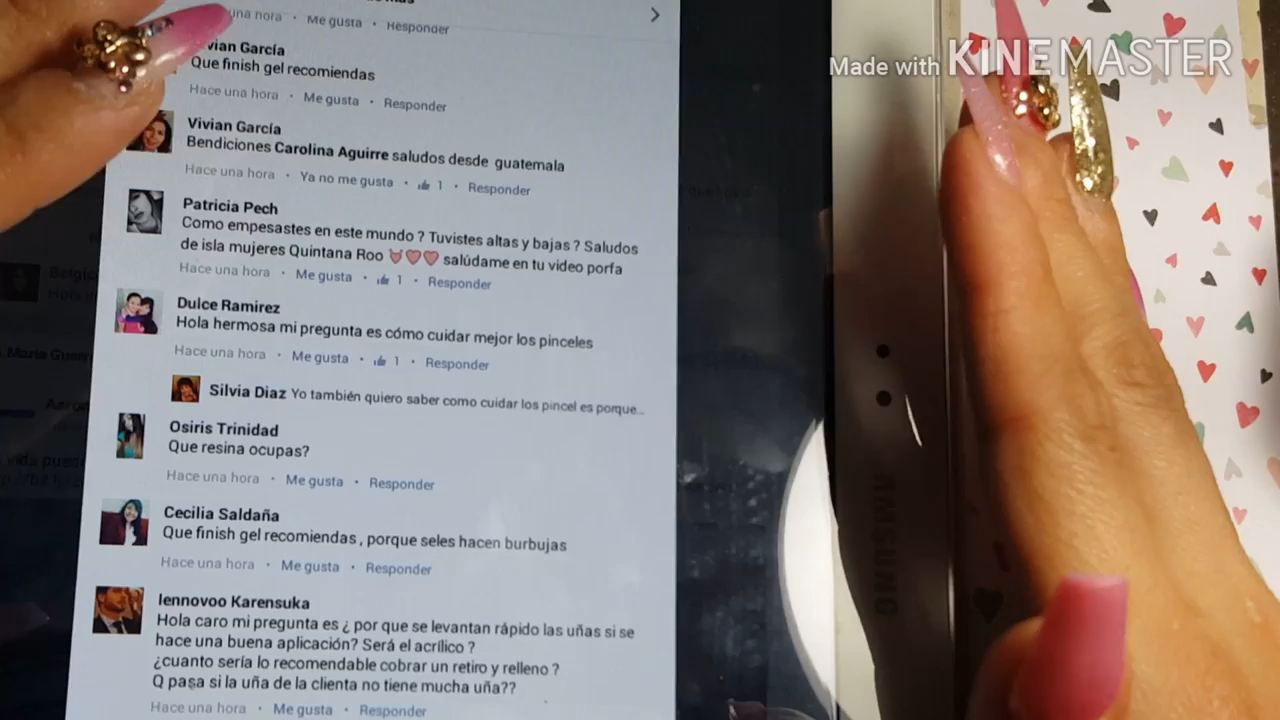 una hora · Me gusta · Responder
Made with KINEMASTER
vian García
Que finish gel recomiendas
Hace una hora · Me gusta · Responder
Vivian García
Bendiciones Carolina Aguirre saludos desde guatemala
Hace una hora · Ya no me gusta · 1 · Responder
Patricia Pech
Como empesastes en este mundo ? Tuvistes altas y bajas ? Saludos
de isla mujeres Quintana Roo salúdame en tu video porfa
Hace una hora · Me gusta · 1 · Responder
Dulce Ramirez
Hola hermosa mi pregunta es cómo cuidar mejor los pinceles
Hace una hora · Me gusta · 1 · Responder
Silvia Diaz Yo también quiero saber como cuidar los pincel es porque...
Osiris Trinidad
Que resina ocupas?
Hace una hora · Me gusta · Responder
Cecilia Saldaña
Que finish gel recomiendas , porque seles hacen burbujas
Hace una hora · Me gusta · Responder
Iennovoo Karensuka
Hola caro mi pregunta es ¿ por que se levantan rápido las uñas si se
hace una buena aplicación? Será el acrílico ?
¿cuanto sería lo recomendable cobrar un retiro y relleno ?
Q pasa si la uña de la clienta no tiene mucha uña??
Hace una hora · Me gusta · Responder
SAMSUNG